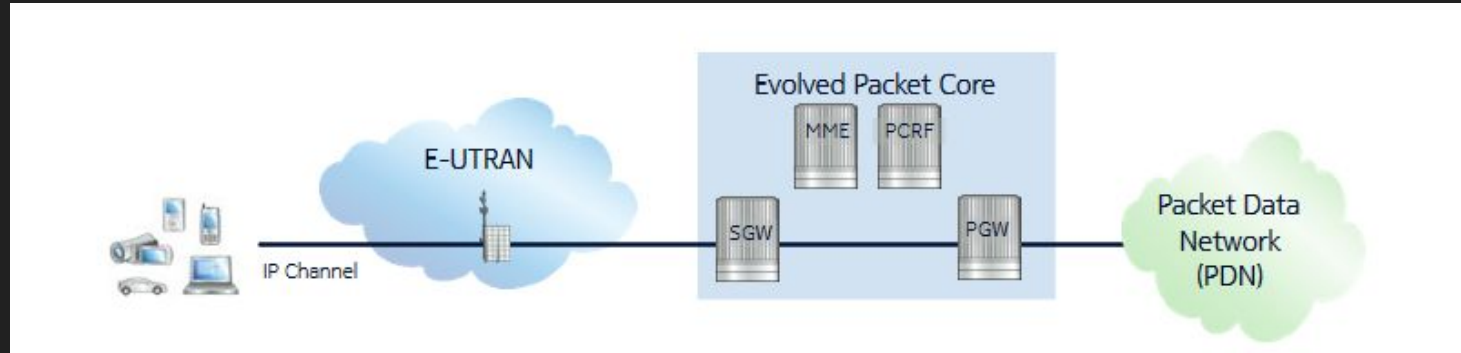 Evolved Packet Core
MME
PCRF
E-UTRAN
SGW
PGW
IP Channel
Packet Data
Network
(PDN)